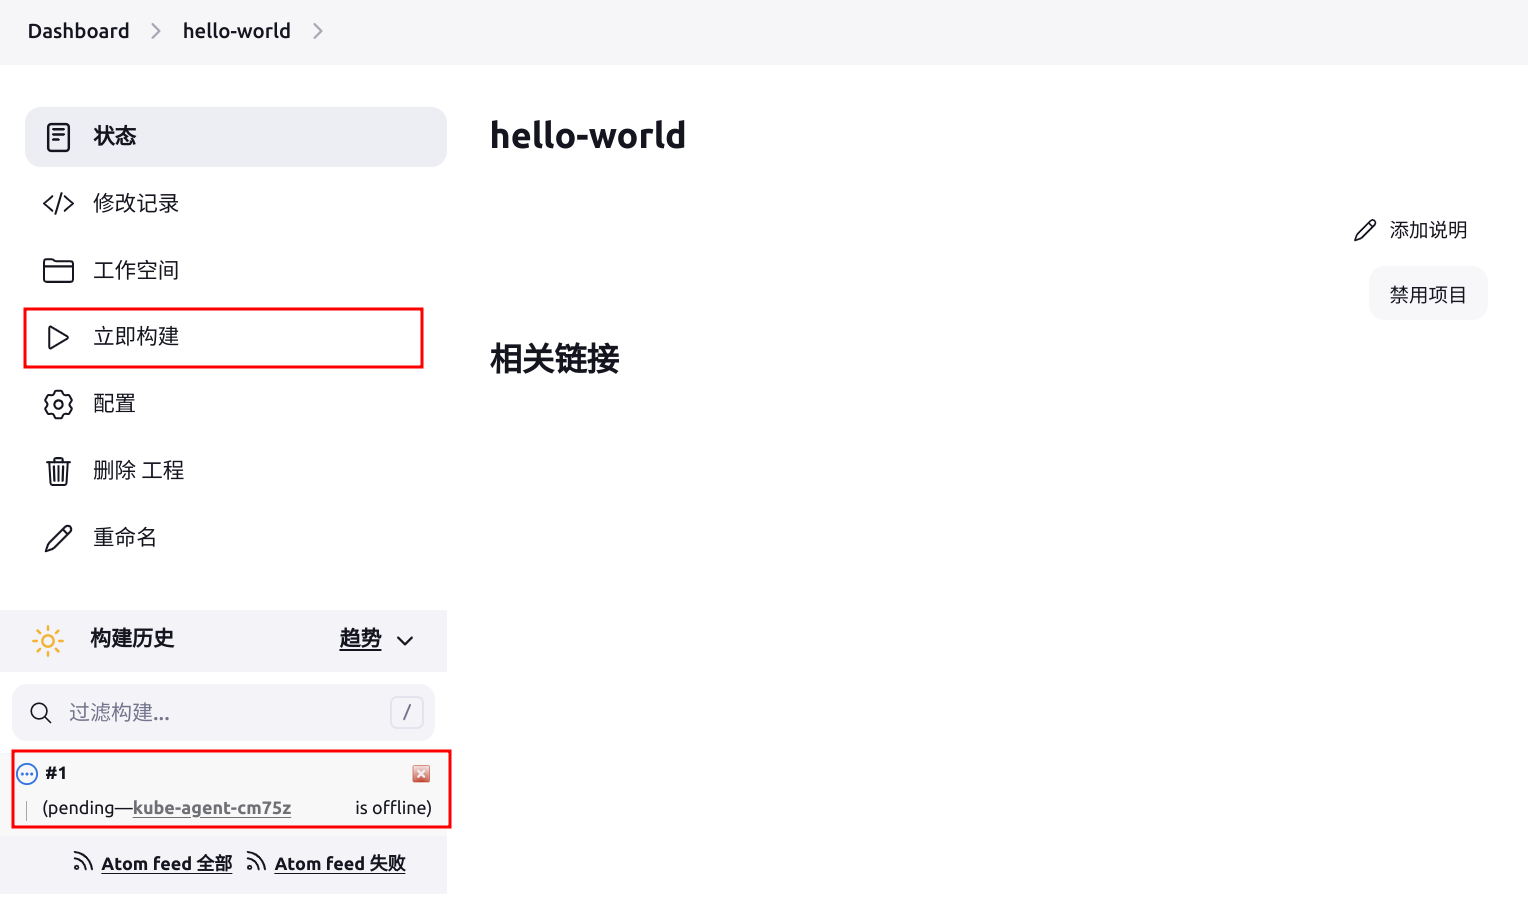 Dashboard hello-world
状态
修改记录
工作空间
立即构建
配置
删除 工程
重命名
构建历史 趋势
过滤构建... /
#1
(pending—kube-agent-cm75z is offline)
Atom feed 全部 Atom feed 失败
hello-world
添加说明
禁用项目
相关链接